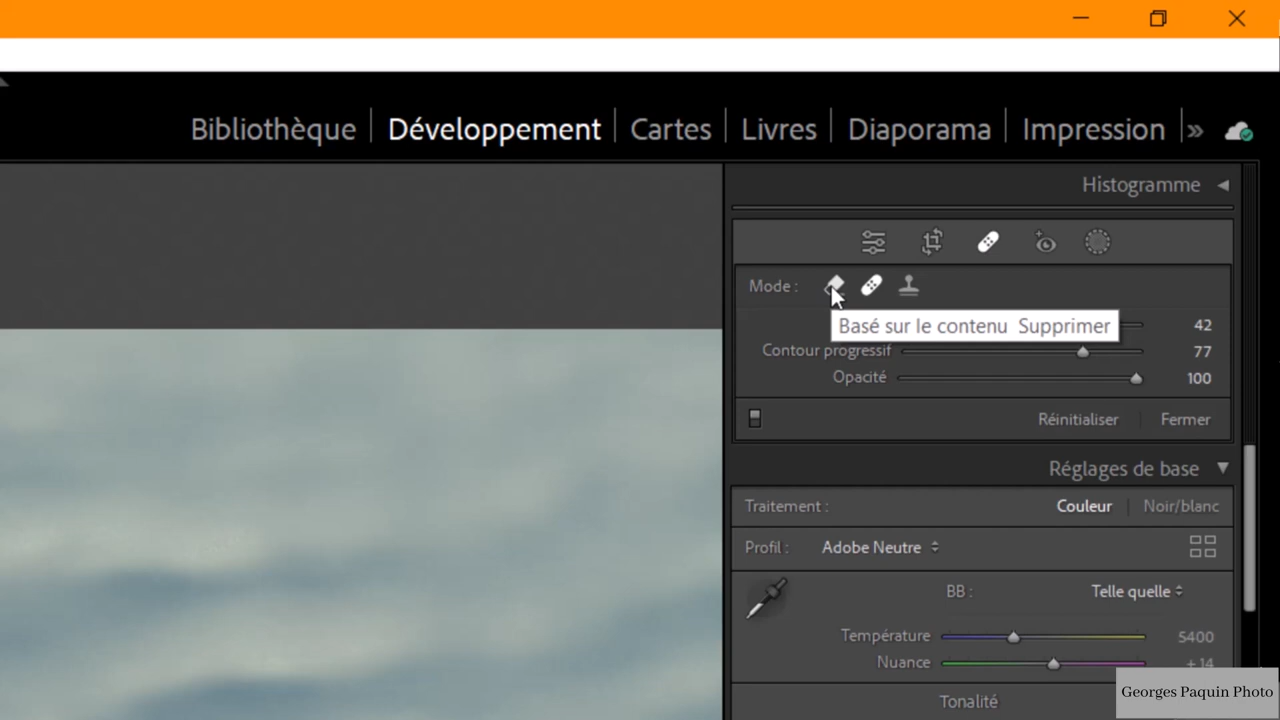 Bibliothèque Développement Cartes Livres Diaporama Impression »
Histogramme
Mode :
Basé sur le contenu Supprimer
42
Contour progressif 77
Opacité 100
Réinitialiser Fermer
Réglages de base
Traitement : Couleur Noir/blanc
Profil : Adobe Neutre
BB : Telle quelle
Température 5400
Nuance + 14
Tonalité
Georges Paquin Photo